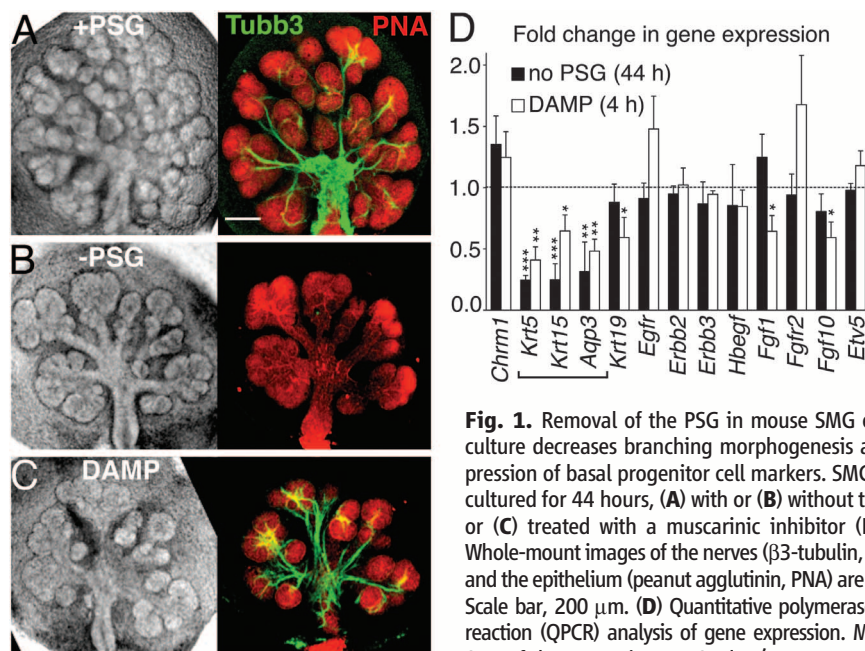 A
+PSG
Tubb3
PNA
B
-PSG
C
DAMP
D
Fold change in gene expression
no PSG (44 h)
DAMP (4 h)
2.0
1.5
1.0
0.5
0.0
***
**
***
*
**
**
*
*
*
Chrm1
Krt5
Krt15
Aqp3
Krt19
Egfr
Erbb2
Erbb3
Hbegf
Fgf1
Fgfr2
Fgf10
Etv5
Fig. 1. Removal of the PSG in mouse SMG
culture decreases branching morphogenesis
pression of basal progenitor cell markers. SMG
cultured for 44 hours, (A) with or (B) without
or (C) treated with a muscarinic inhibitor
Whole-mount images of the nerves (β3-tubulin,
and the epithelium (peanut agglutinin, PNA) are
Scale bar, 200 μm. (D) Quantitative polymeras
reaction (QPCR) analysis of gene expression.